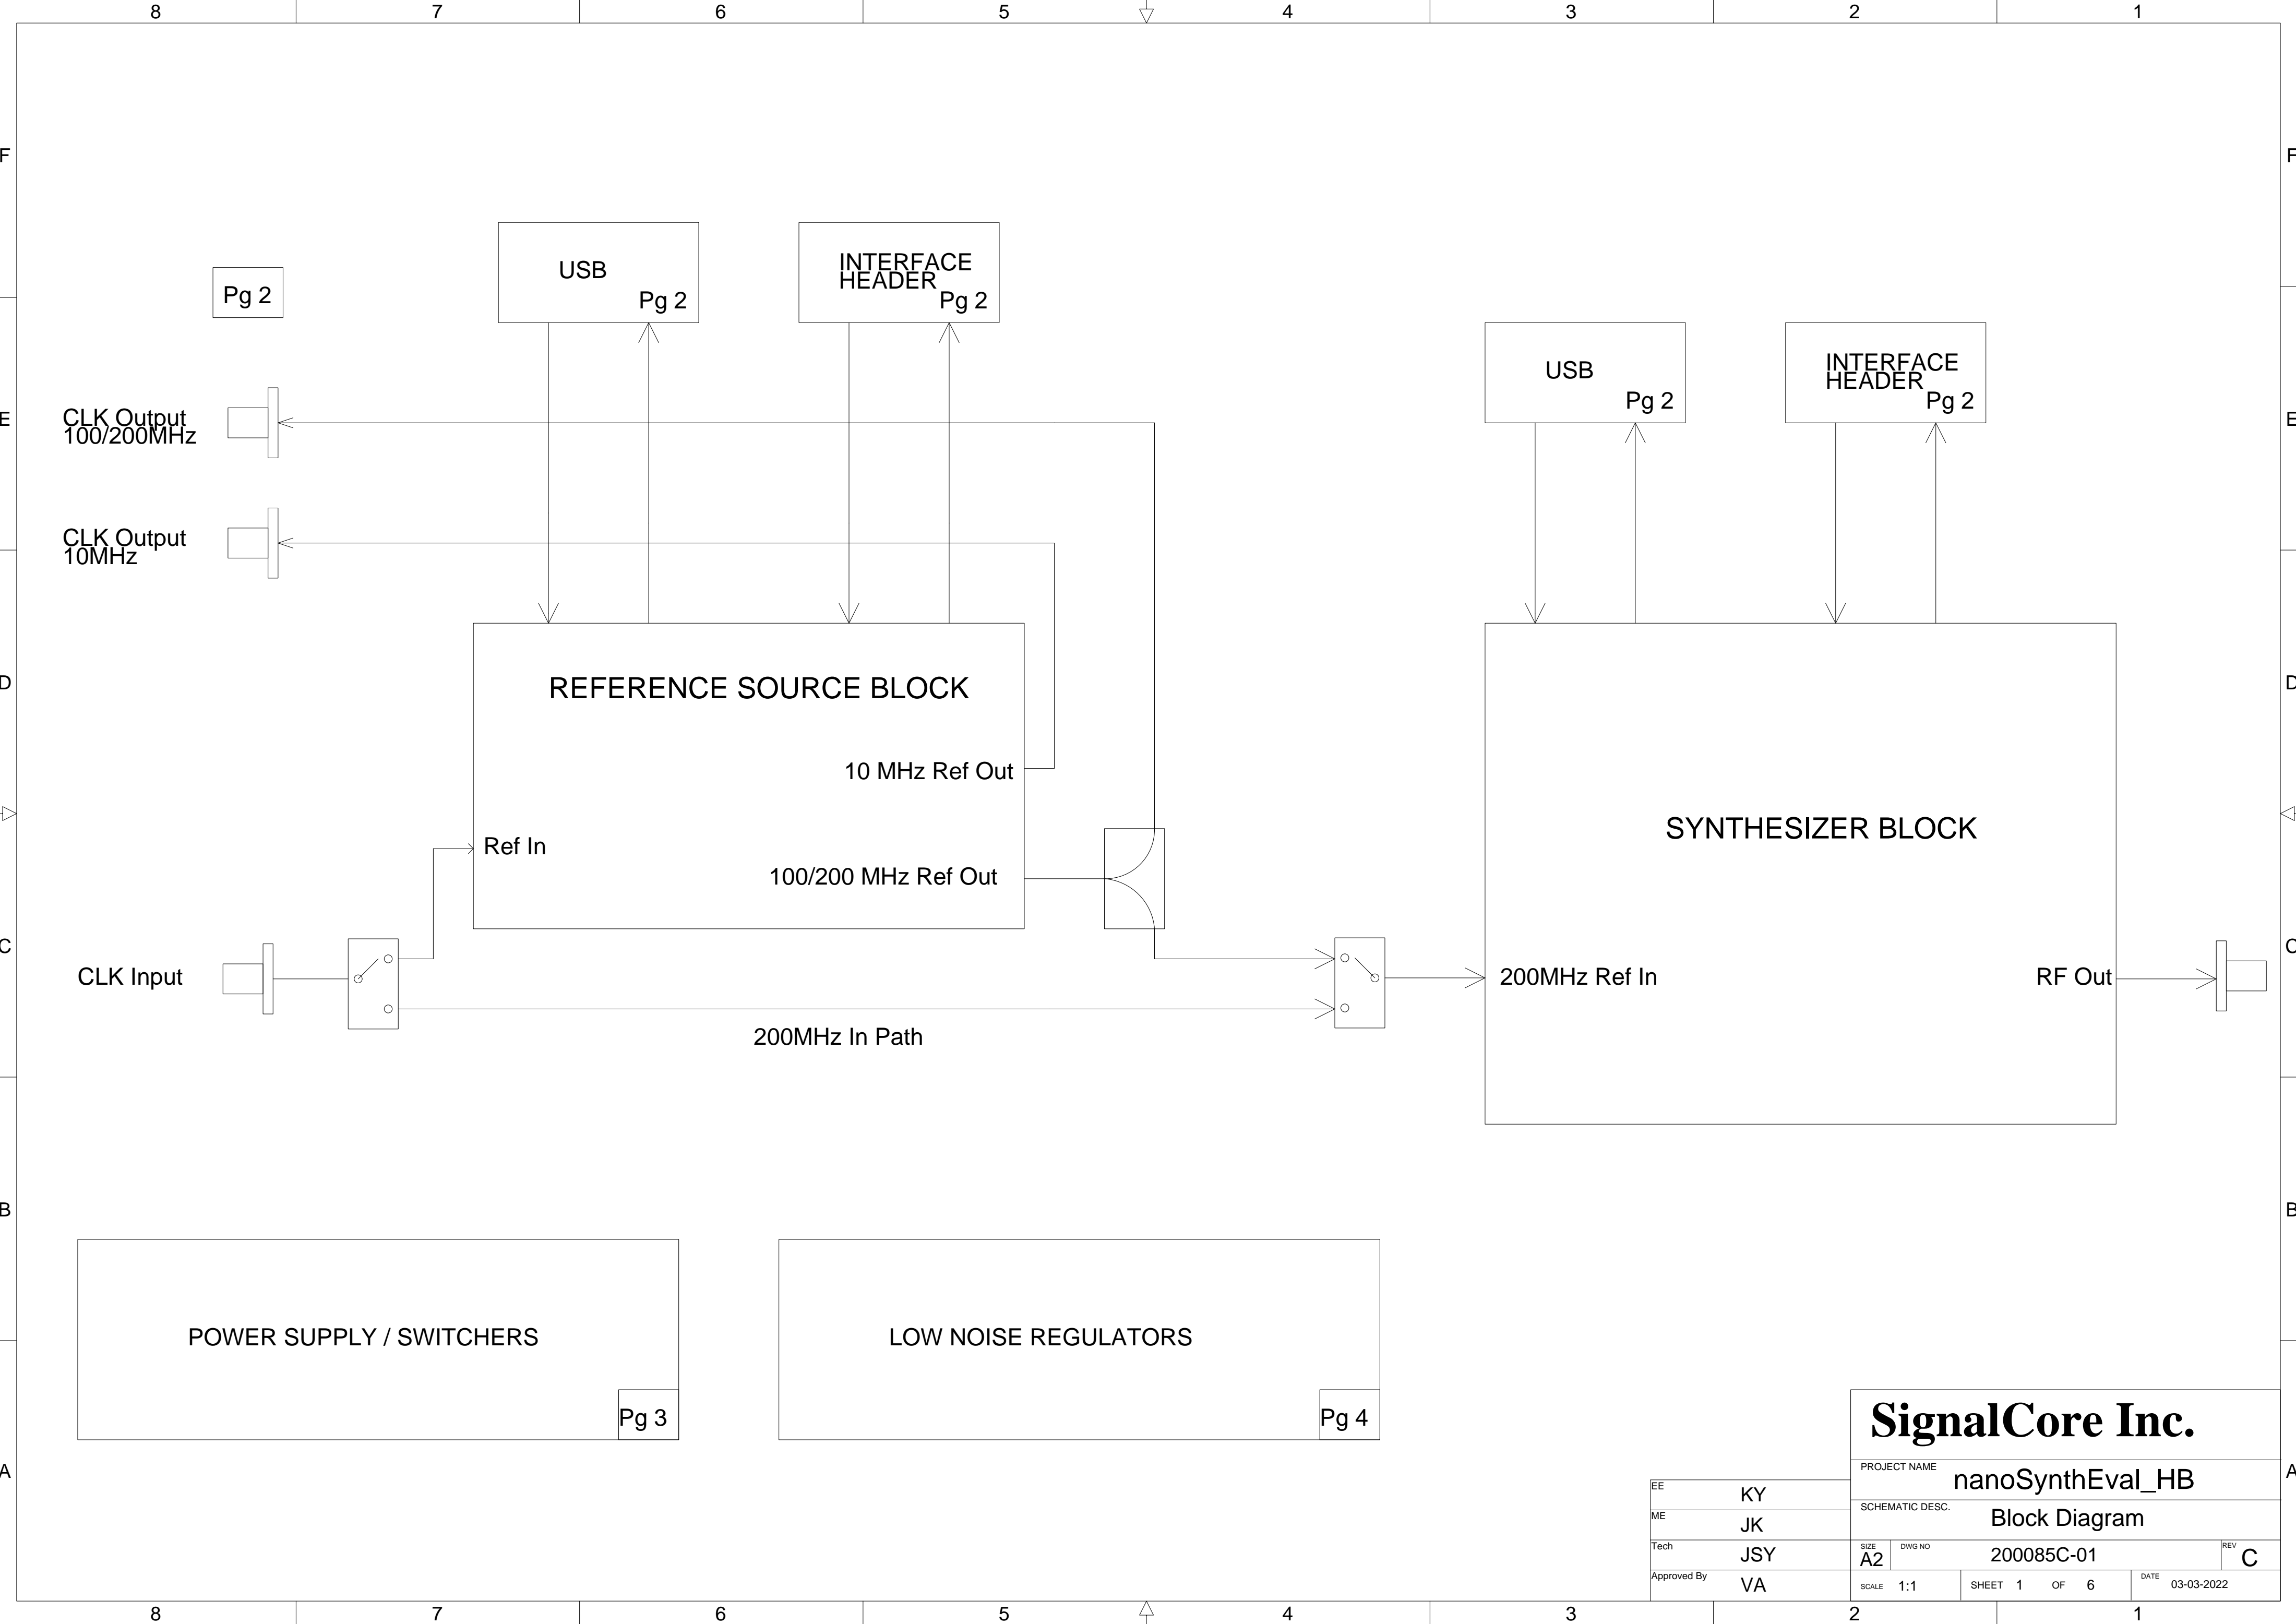 8 7 6 5 4 3 2 1
F F
USB
Pg 2
INTERFACE
HEADER
Pg 2
Pg 2
USB
Pg 2
INTERFACE
HEADER
Pg 2
E E
CLK Output
100/200MHz
CLK Output
10MHz
D D
REFERENCE SOURCE BLOCK
10 MHz Ref Out
Ref In
100/200 MHz Ref Out
SYNTHESIZER BLOCK
C C
CLK Input
200MHz Ref In
RF Out
200MHz In Path
B B
POWER SUPPLY / SWITCHERS
Pg 3
LOW NOISE REGULATORS
Pg 4
A A
SignalCore Inc.
PROJECT NAME nanoSynthEval_HB
SCHEMATIC DESC. Block Diagram
EE KY
ME JK
Tech JSY
Approved By VA
SIZE A2 DWG NO 200085C-01 REV C
SCALE 1:1 SHEET 1 OF 6 DATE 03-03-2022
8 7 6 5 4 3 2 1